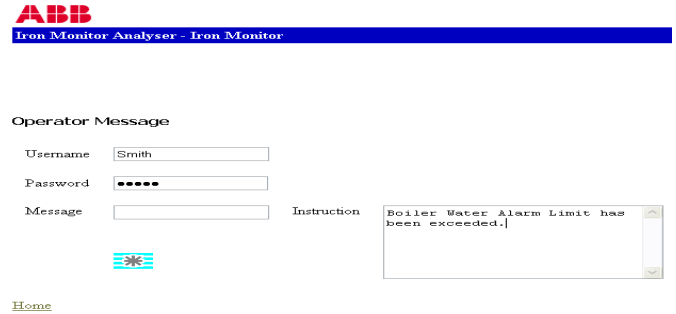 ABB
Iron Monitor Analyser - Iron Monitor
Operator Message
Username Smith
Password •••••
Message Instruction Boiler Water Alarm Limit has
been exceeded.
Home